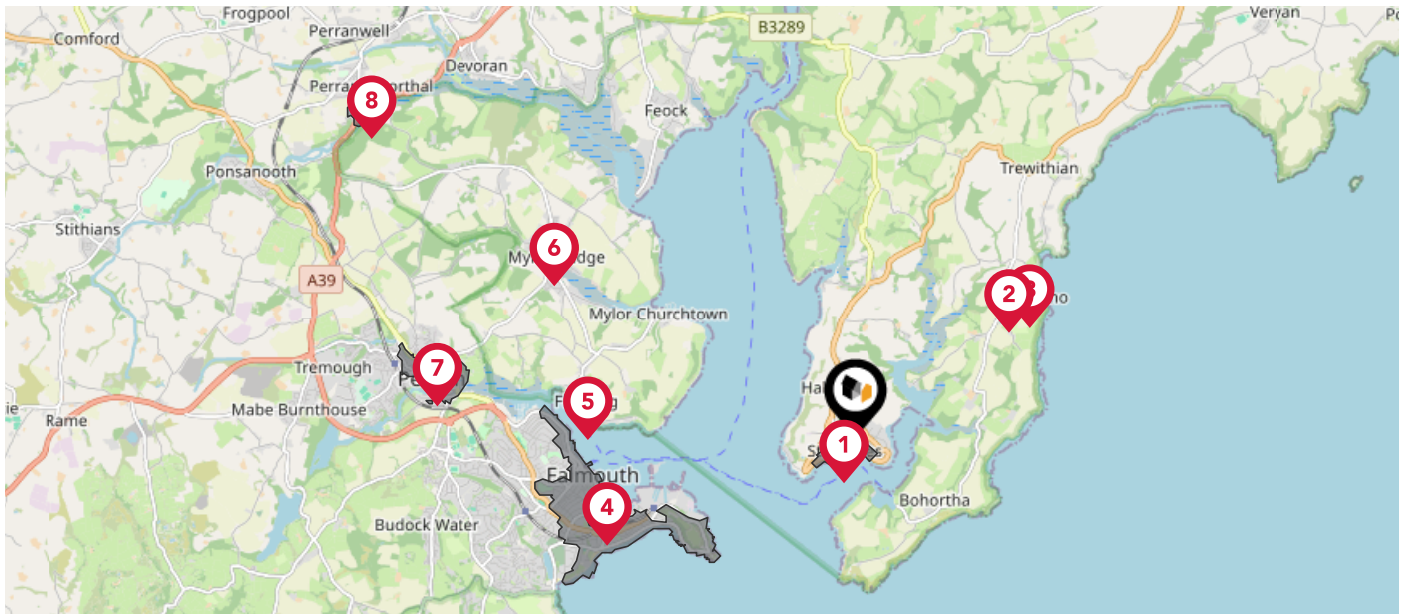 Frogpool
Veryan
B3289
Perranwell
Comford
Devoran
8
Feock
Ponsanooth
Trewithian
Stithians
6
Mylor Churchtown
A39
2
Tremough
7
5
Mabe Burnthouse
Rame
1
Falmouth
4
Bohortha
Budock Water